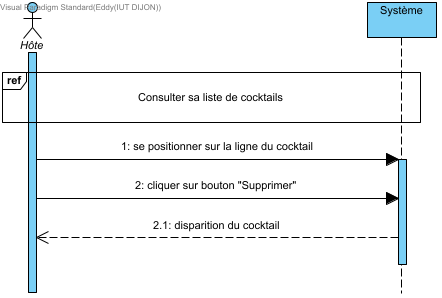 Visual Paradigm Standard(Eddy(IUT DIJON))
Système
Hôte
ref
Consulter sa liste de cocktails
1: se positionner sur la ligne du cocktail
2: cliquer sur bouton "Supprimer"
2.1: disparition du cocktail